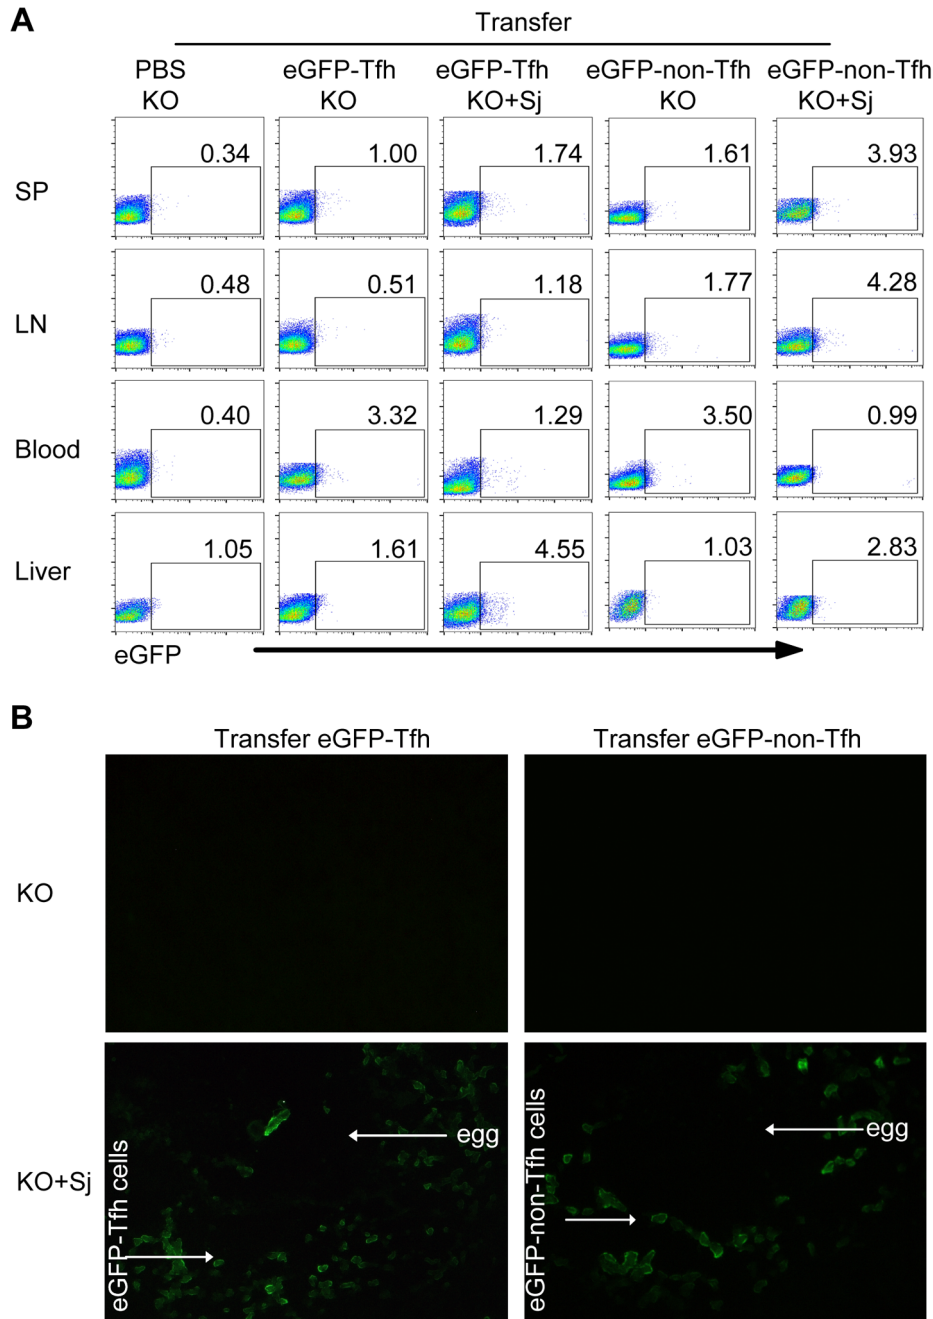 A
Transfer
PBS eGFP-Tfh eGFP-Tfh eGFP-non-Tfh eGFP-non-Tfh
KO KO KO+Sj KO KO+Sj
SP 0.34 1.00 1.74 1.61 3.93
LN 0.48 0.51 1.18 1.77 4.28
Blood 0.40 3.32 1.29 3.50 0.99
Liver 1.05 1.61 4.55 1.03 2.83
eGFP
B
Transfer eGFP-Tfh Transfer eGFP-non-Tfh
KO
KO+Sj
eGFP-Tfh cells
egg
eGFP-non-Tfh cells
egg